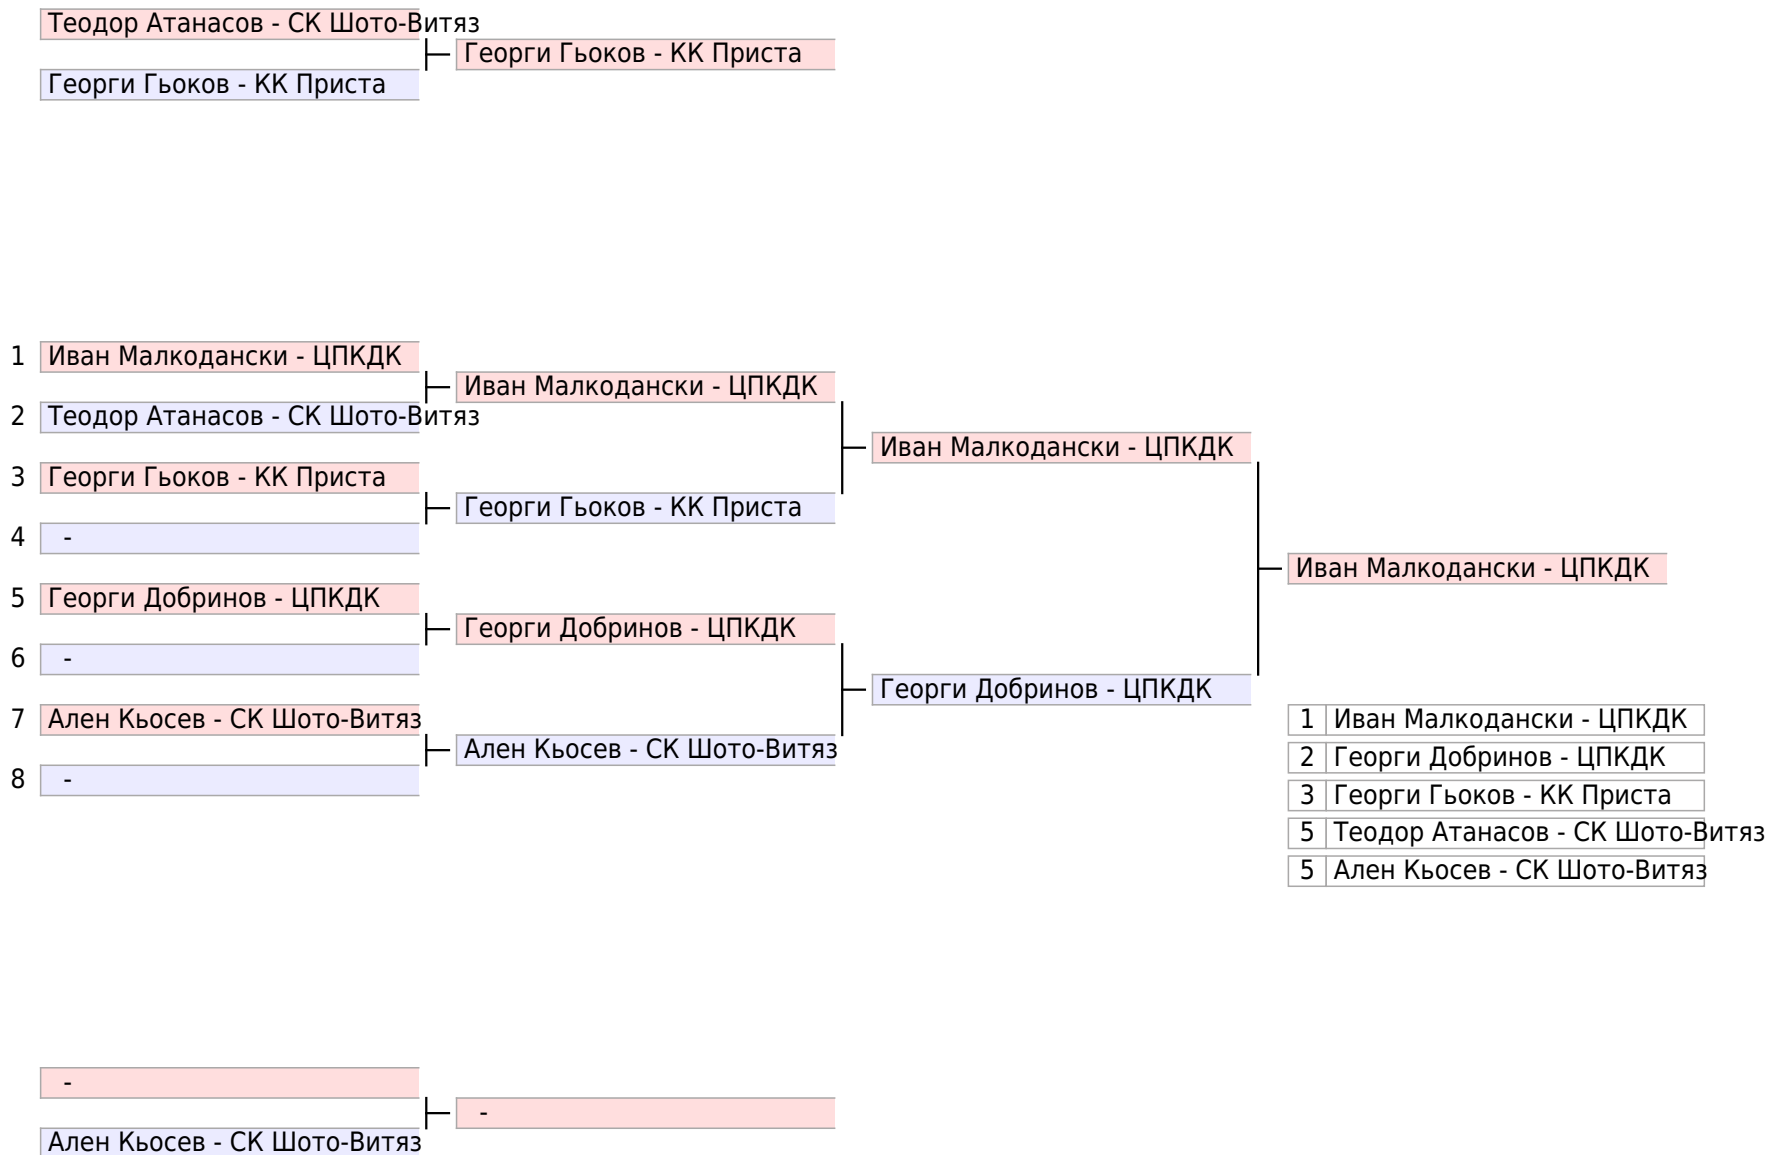 Теодор Атанасов - СК Шото-Витяз
Георги Гьоков - КК Приста
Георги Гьоков - КК Приста
1 Иван Малкодански - ЦПКДК
Иван Малкодански - ЦПКДК
2 Теодор Атанасов - СК Шото-Витяз
Иван Малкодански - ЦПКДК
3 Георги Гьоков - КК Приста
Георги Гьоков - КК Приста
4 -
Иван Малкодански - ЦПКДК
5 Георги Добринов - ЦПКДК
Георги Добринов - ЦПКДК
6 -
Георги Добринов - ЦПКДК
7 Ален Кьосев - СК Шото-Витяз
Ален Кьосев - СК Шото-Витяз
8 -
1 Иван Малкодански - ЦПКДК
2 Георги Добринов - ЦПКДК
3 Георги Гьоков - КК Приста
5 Теодор Атанасов - СК Шото-Витяз
5 Ален Кьосев - СК Шото-Витяз
-
-
Ален Кьосев - СК Шото-Витяз